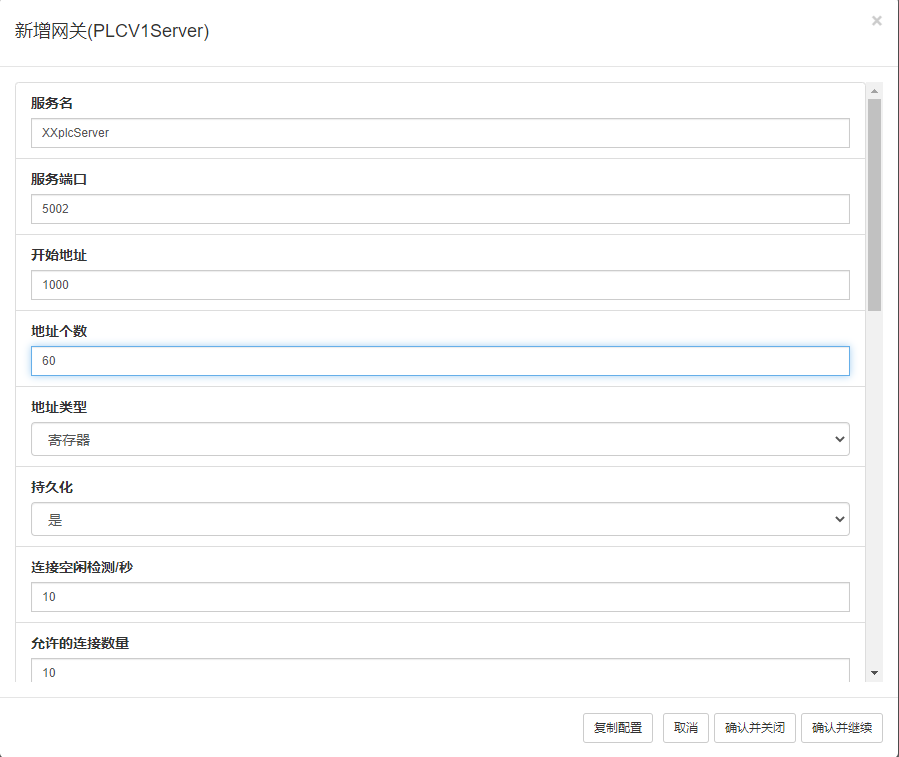 新增网关(PLCV1Server)
×
服务名
XXplcServer
服务端口
5002
开始地址
1000
地址个数
60
地址类型
寄存器
持久化
是
连接空闲检测/秒
10
允许的连接数量
10
复制配置
取消
确认并关闭
确认并继续